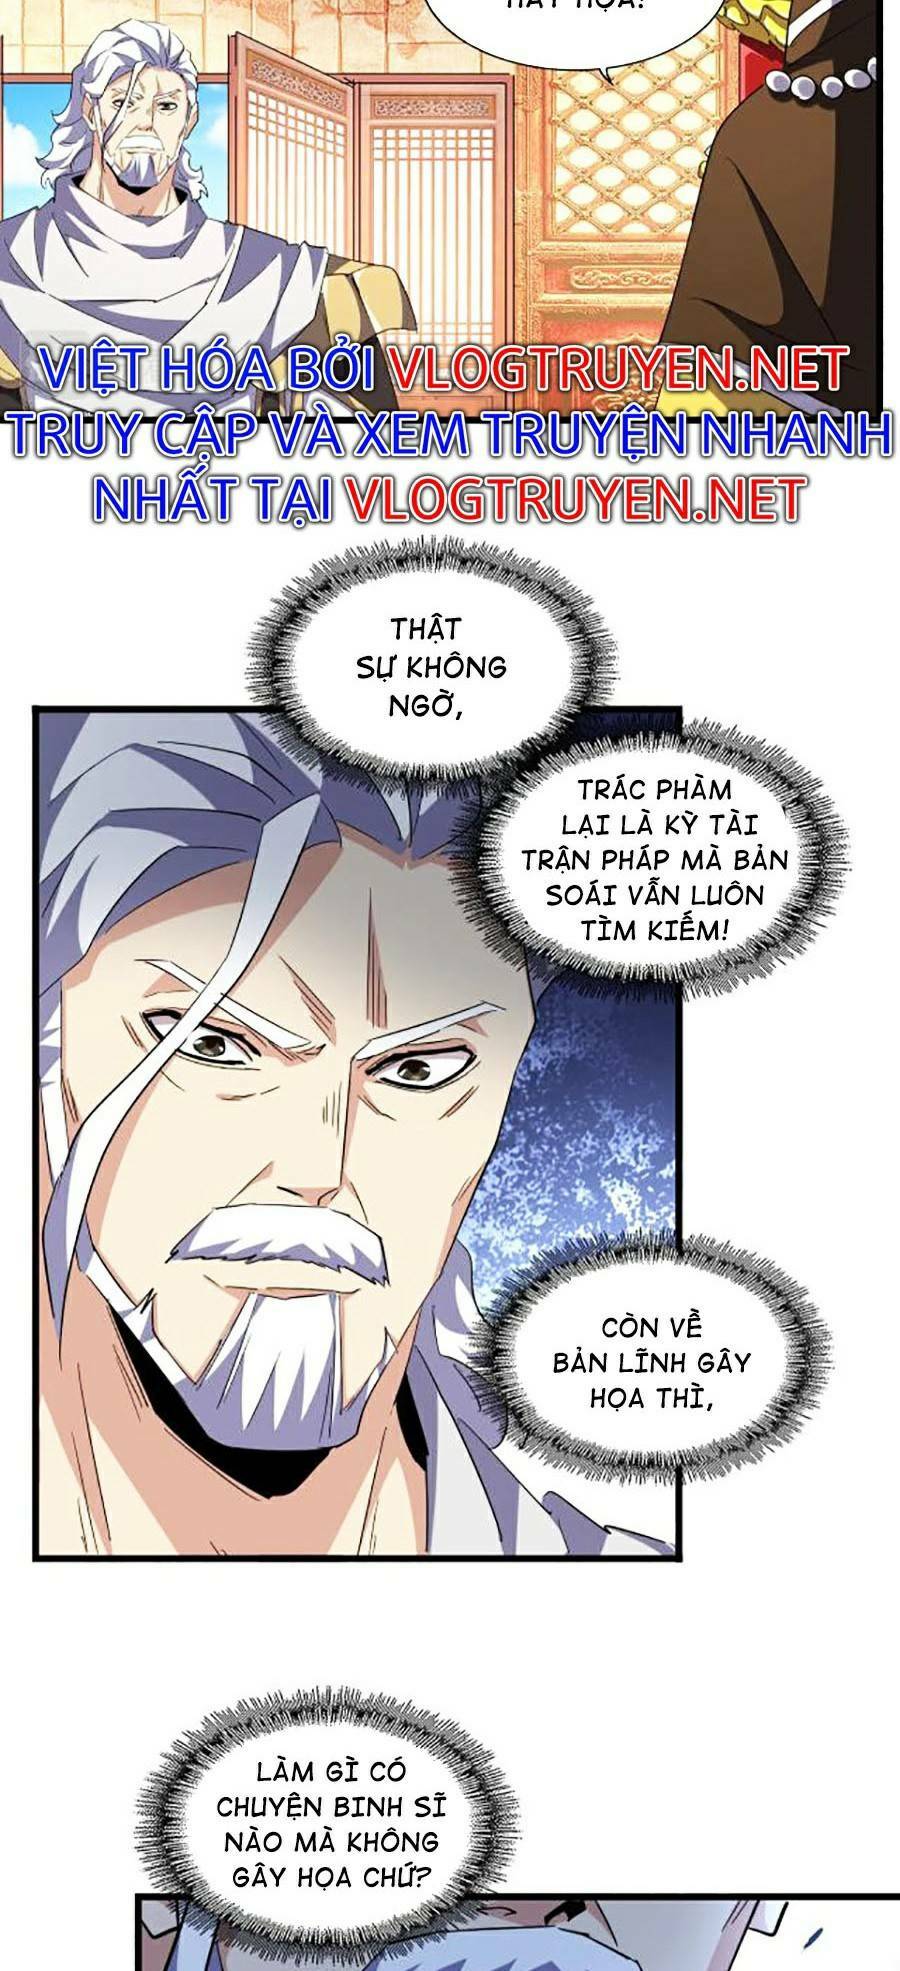 HAY HỌA?
VIỆT HÓA BỞI VLOGTRUYEN.NET
TRUY CẬP VÀ XEM TRUYỆN NHANH
NHẤT TẠI VLOGTRUYEN.NET
THẬT
SỰ KHÔNG
NGỜ,
TRÁC PHÀM
LẠI LÀ KỲ TÀI
TRẬN PHÁP MÀ BẢN
SOÁI VẪN LUÔN
TÌM KIẾM!
CÒN VỀ
BẢN LĨNH GÂY
HỌA THÌ,
LÀM GÌ CÓ
CHUYỆN BINH SĨ
NÀO MÀ KHÔNG
GÂY HỌA CHỨ?